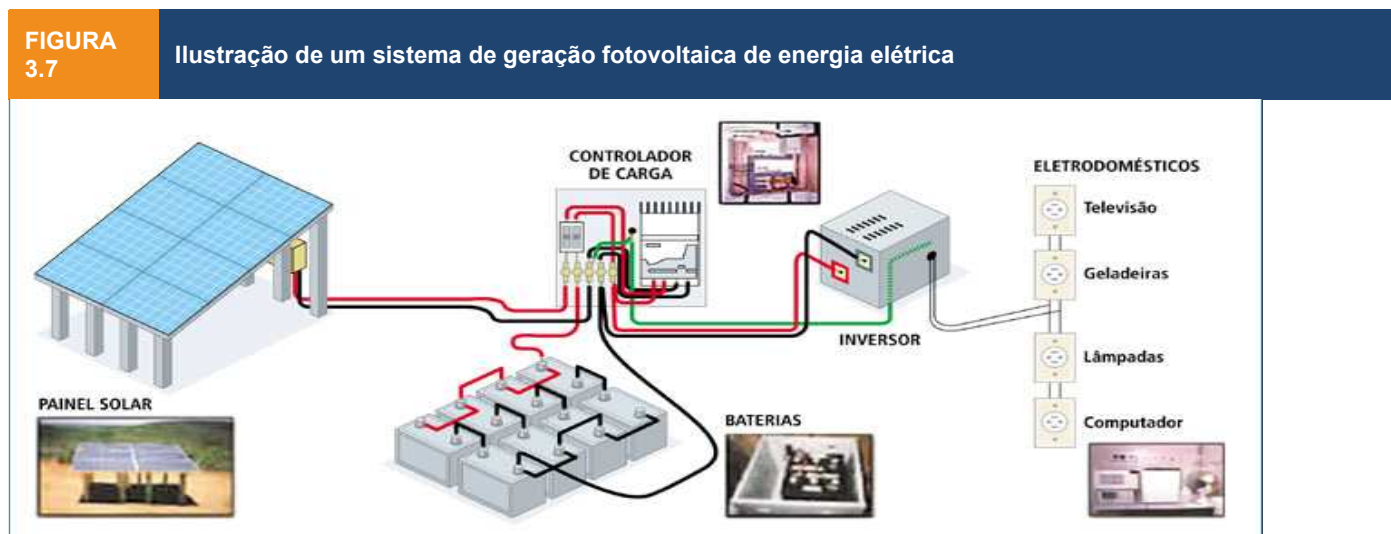 FIGURA
3.7
Ilustração de um sistema de geração fotovoltaica de energia elétrica
CONTROLADOR
DE CARGA
ELETRODOMÉSTICOS
Televisão
Geladeiras
INVERSOR
Lâmpadas
PAINEL SOLAR
BATERIAS
Computador